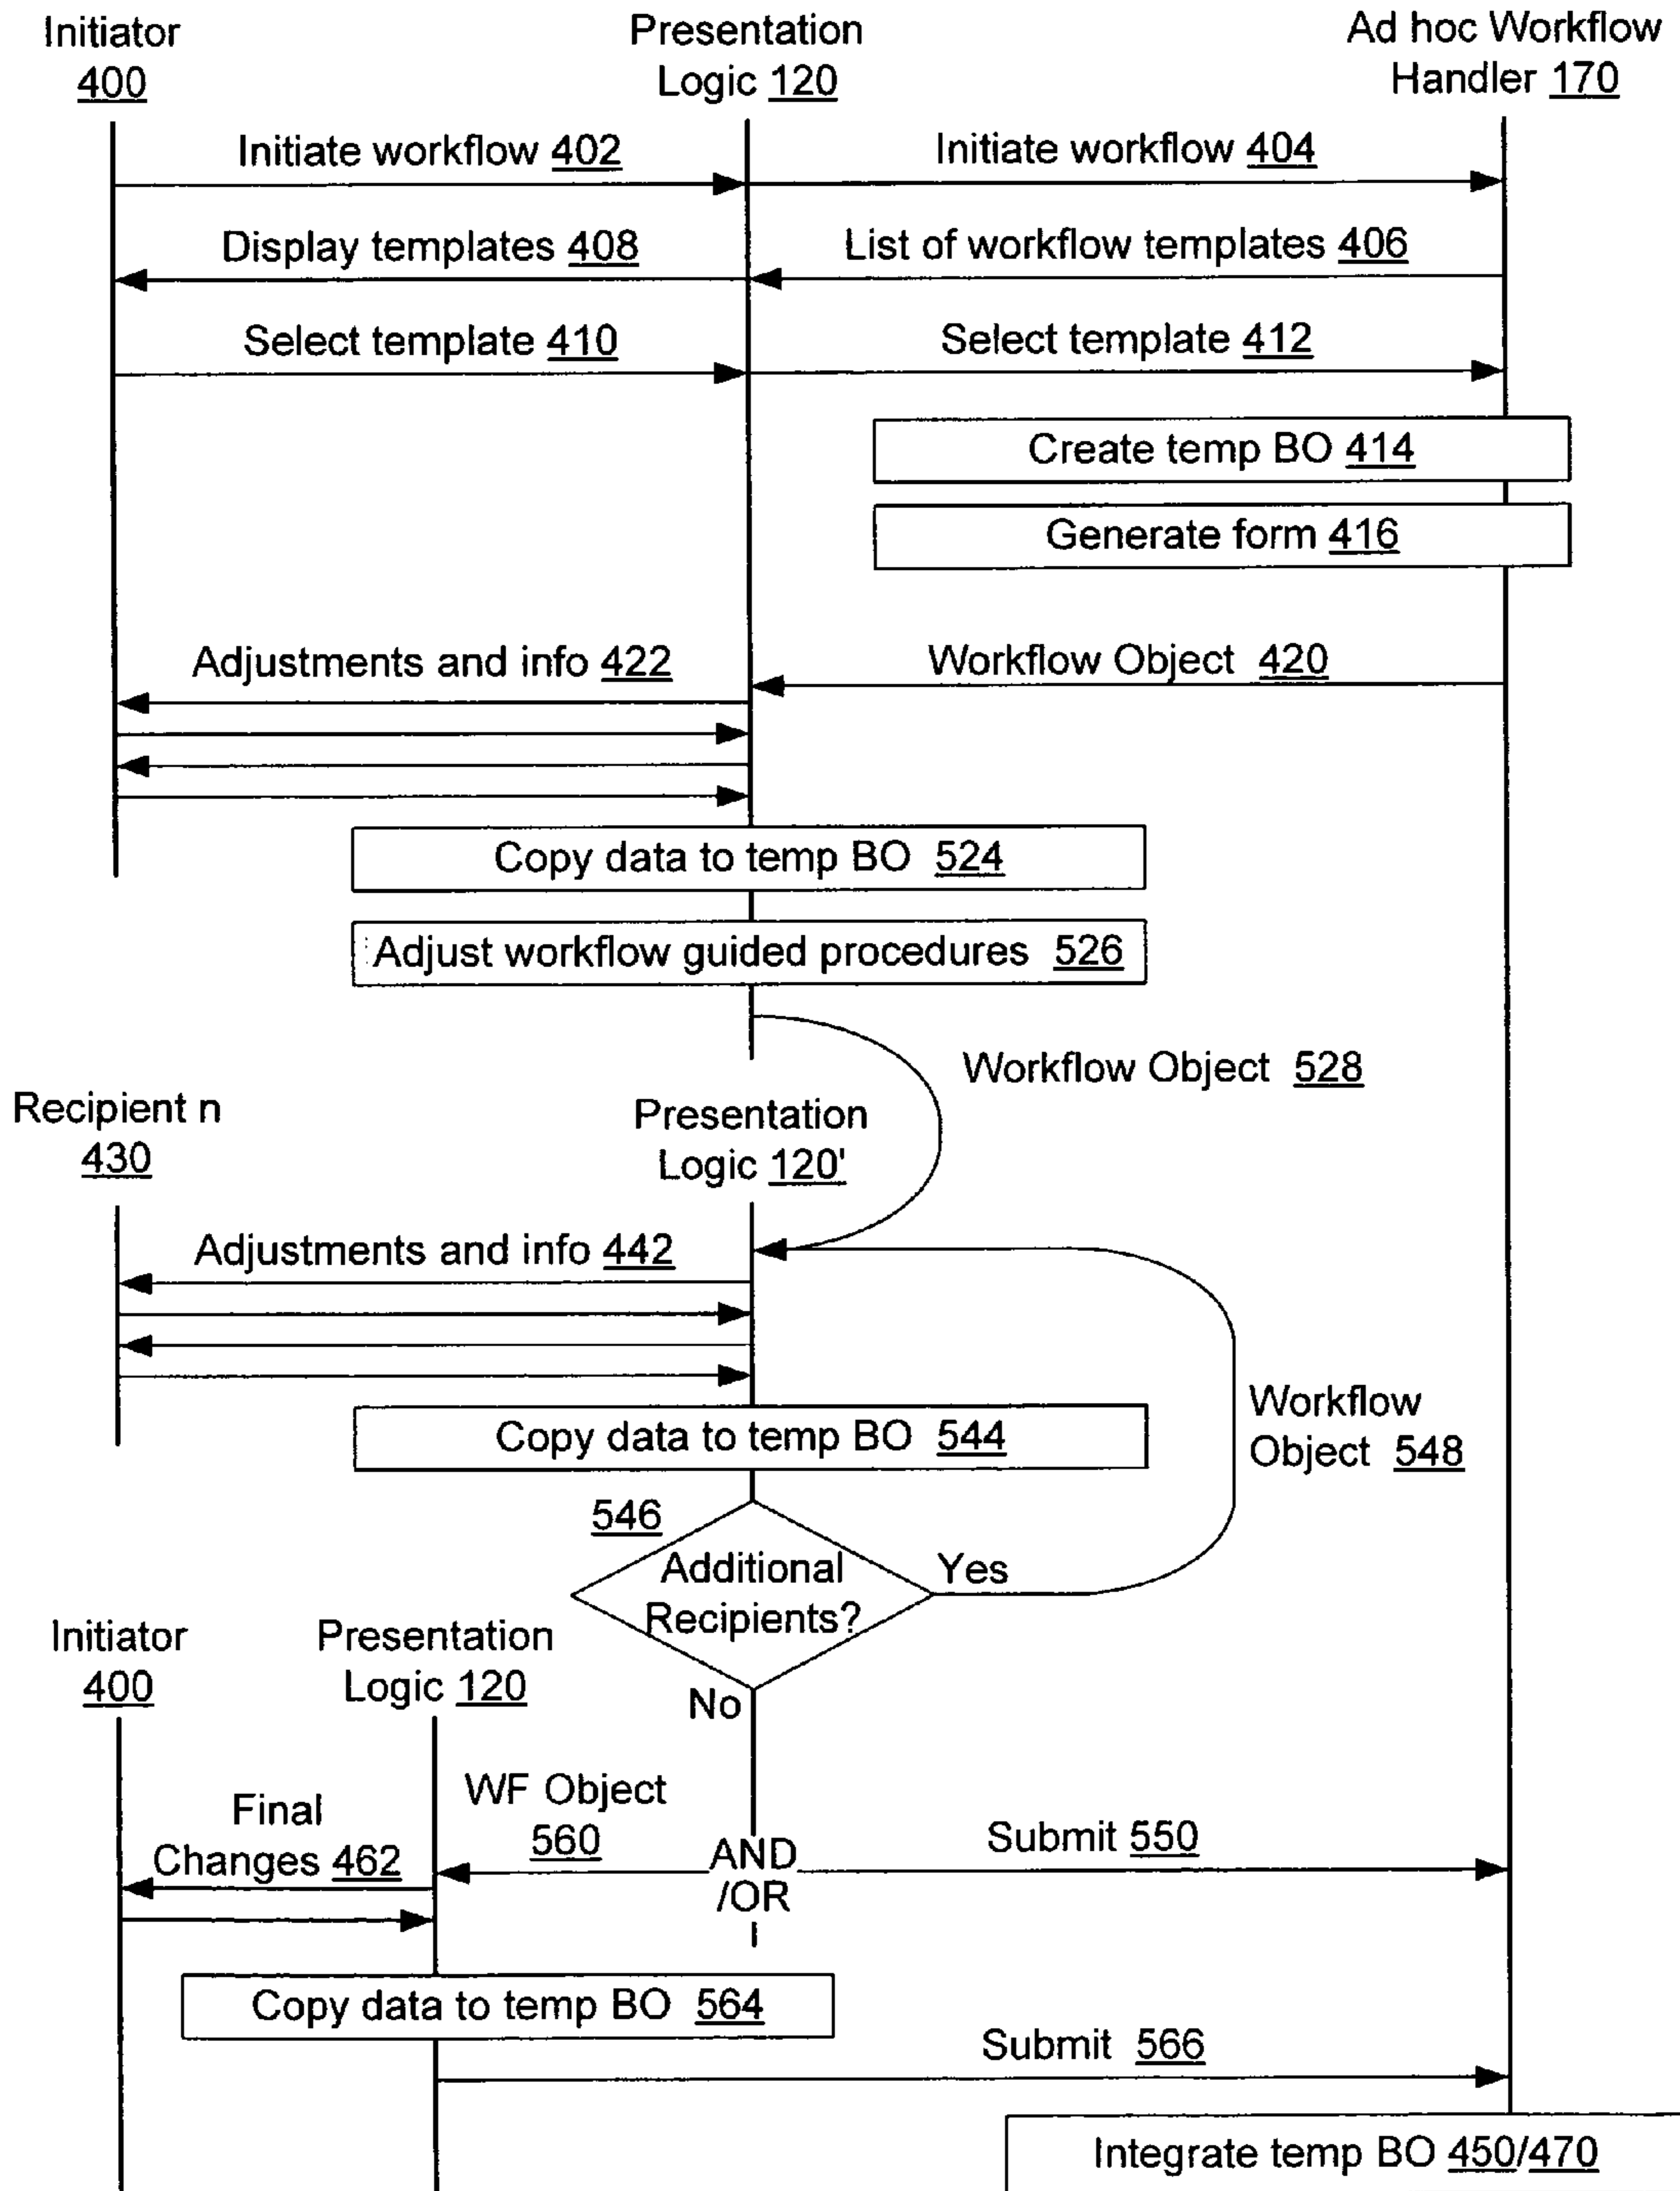 Initiator
400
Presentation
Logic 120
Ad hoc Workflow
Handler 170
Initiate workflow 402
Initiate workflow 404
Display templates 408
List of workflow templates 406
Select template 410
Select template 412
Create temp BO 414
Generate form 416
Adjustments and info 422
Workflow Object 420
Copy data to temp BO 524
Adjust workflow guided procedures 526
Workflow Object 528
Recipient n
430
Presentation
Logic 120'
Adjustments and info 442
Workflow
Object 548
Copy data to temp BO 544
546
Additional
Recipients?
Yes
No
Initiator
400
Presentation
Logic 120
Final
Changes 462
WF Object
560
AND
/OR
Submit 550
Copy data to temp BO 564
Submit 566
Integrate temp BO 450/470